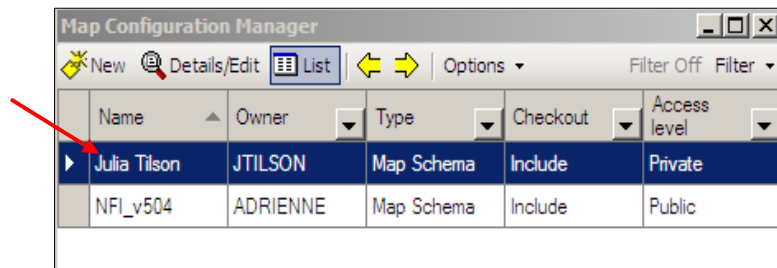 Map Configuration Manager
New Details/Edit List Options Filter Off Filter
Name Owner Type Checkout Access level
Julia Tilson JTILSON Map Schema Include Private
NFI_v504 ADRIENNE Map Schema Include Public